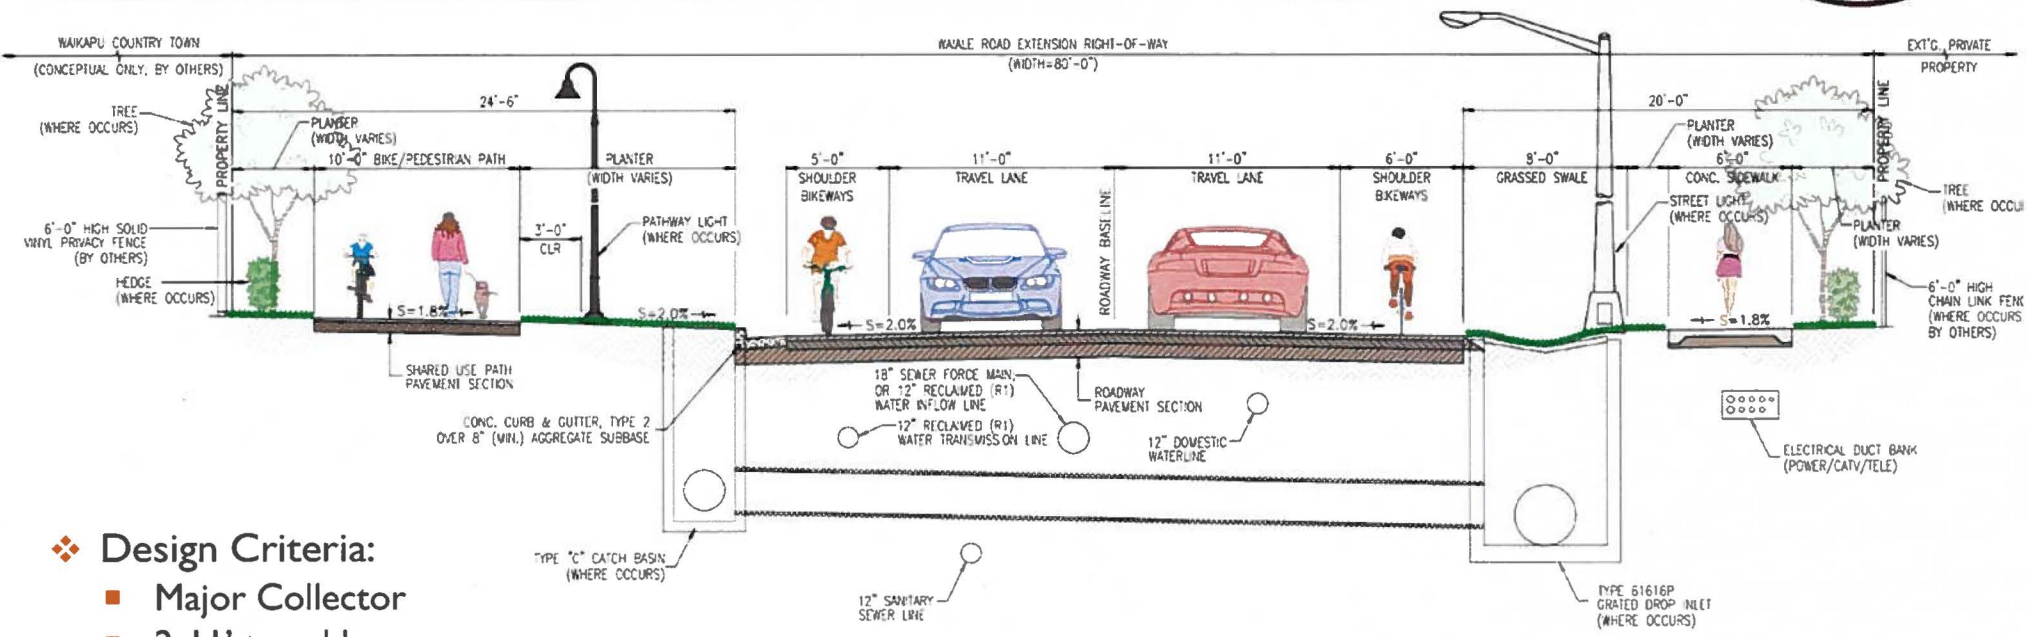 WAIKAPU COUNTRY TOWN
(CONCEPTUAL ONLY, BY OTHERS)
WAIALE ROAD EXTENSION RIGHT-OF-WAY
(WIDTH=80'-0")
EXT'G. PRIVATE
PROPERTY
PROPERTY LINE
TREE
(WHERE OCCURS)
24'-6"
20'-0"
PLANTER
(WIDTH VARIES)
10'-0" BIKE/PEDESTRIAN PATH
PLANTER
(WIDTH VARIES)
5'-0"
SHOULDER
BIKEWAYS
11'-0"
TRAVEL LANE
ROADWAY BASELINE
11'-0"
TRAVEL LANE
6'-0"
SHOULDER
BIKEWAYS
8'-0"
GRASSED SWALE
PLANTER
(WIDTH VARIES)
6'-0"
CONC. SIDEWALK
PROPERTY LINE
TREE
(WHERE OCCU
STREET LIGHT
(WHERE OCCURS)
PLANTER
(WIDTH VARIES)
6'-0" HIGH SOLID
VINYL PRIVACY FENCE
(BY OTHERS)
HEDGE
(WHERE OCCURS)
3'-0"
CLR
PATHWAY LIGHT
(WHERE OCCURS)
6'-0" HIGH
CHAIN LINK FENC
(WHERE OCCURS
BY OTHERS)
S=1.8%
S=2.0%
S=2.0%
S=2.0%
S=1.8%
SHARED USE PATH
PAVEMENT SECTION
CONC. CURB & GUTTER, TYPE 2
OVER 8" (MIN.) AGGREGATE SUBBASE
18" SEWER FORCE MAIN;
OR 12" RECLAIMED (R1)
WATER INFLOW LINE
12" RECLAIMED (R1)
WATER TRANSMISSION LINE
ROADWAY
PAVEMENT SECTION
12" DOMESTIC
WATERLINE
ELECTRICAL DUCT BANK
(POWER/CATV/TELE)
TYPE "C" CATCH BASIN
(WHERE OCCURS)
12" SANITARY
SEWER LINE
TYPE 61616P
GRATED DROP INLET
(WHERE OCCURS)
Design Criteria:
Major Collector